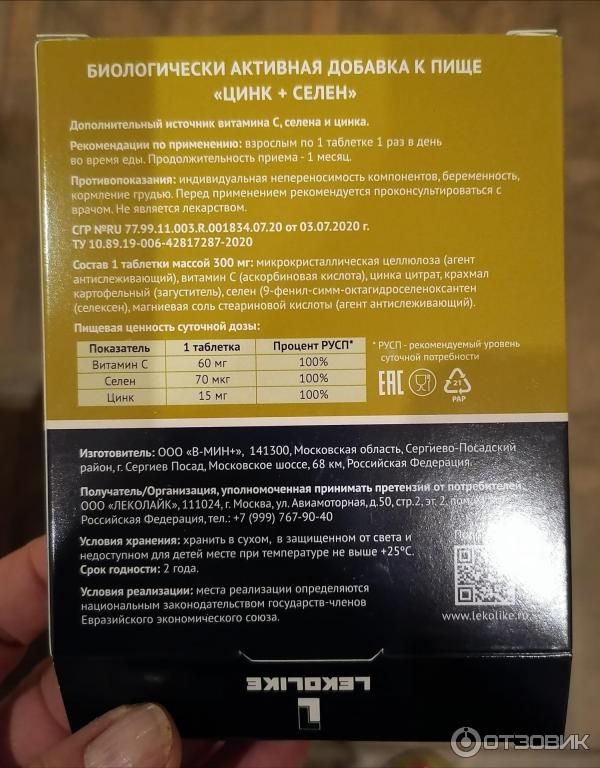 БИОЛОГИЧЕСКИ АКТИВНАЯ ДОБАВКА К ПИЩЕ
«ЦИНК + СЕЛЕН»
Дополнительный источник витамина С, селена и цинка.
Рекомендации по применению: взрослым по 1 таблетке 1 раз в день
во время еды. Продолжительность приема - 1 месяц.
Противопоказания: индивидуальная непереносимость компонентов, беременность,
кормление грудью. Перед применением рекомендуется проконсультироваться с
врачом. Не является лекарством.
СГР №RU 77.99.11.003.R.001834.07.20 от 03.07.2020 г.
ТУ 10.89.19-006-42817287-2020
Состав 1 таблетки массой 300 мг: микрокристаллическая целлюлоза (агент
антислеживающий), витамин С (аскорбиновая кислота), цинка цитрат, крахмал
картофельный (загуститель), селен (9-фенил-симм-октагидроселеноксантен
(селексен), магниевая соль стеариновой кислоты (агент антислеживающий).
Пищевая ценность суточной дозы:
Показатель 1 таблетка Процент РУСП*
Витамин С 60 мг 100%
Селен 70 мкг 100%
Цинк 15 мг 100%
* РУСП - рекомендуемый уровень
суточной потребности
EAC 21
PAP
Изготовитель: ООО «В-МИН+», 141300, Московская область, Сергиево-Посадский
район, г. Сергиев Посад, Московское шоссе, 68 км, Российская Федерация.
Получатель/Организация, уполномоченная принимать претензии от потребителей:
ООО «ЛЕКОЛАЙК», 111024, г. Москва, ул. Авиамоторная, д.50, стр.2, эт. 2,
Российская Федерация, тел.: +7 (999) 767-90-40
Условия хранения: хранить в сухом, в защищенном от света и
недоступном для детей месте при температуре не выше +25°С.
Срок годности: 2 года.
Условия реализации: места реализации определяются
национальным законодательством государств-членов
Евразийского экономического союза.
www.lekolike.ru
LEKOLIKE
ОТЗОВИК